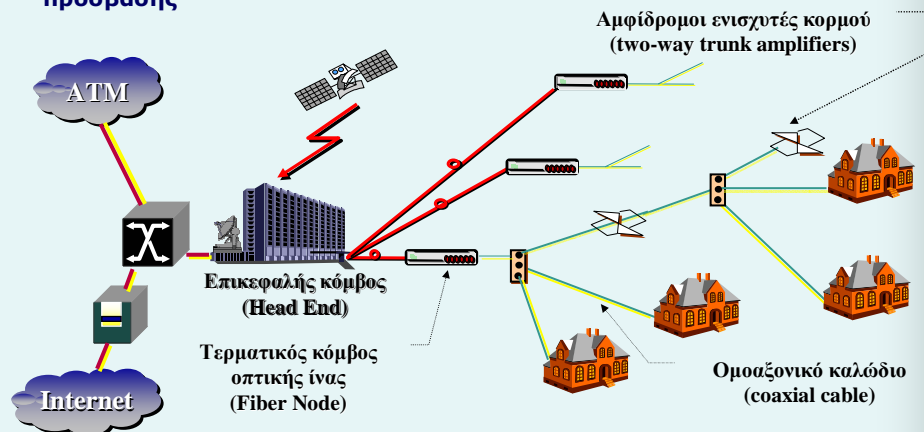 πρόσβασης
Αμφίδρομοι ενισχυτές κορμού
(two-way trunk amplifiers)
ATM
Επικεφαλής κόμβος
(Head End)
Τερματικός κόμβος
οπτικής ίνας
(Fiber Node)
Internet
Ομοαξονικό καλώδιο
(coaxial cable)